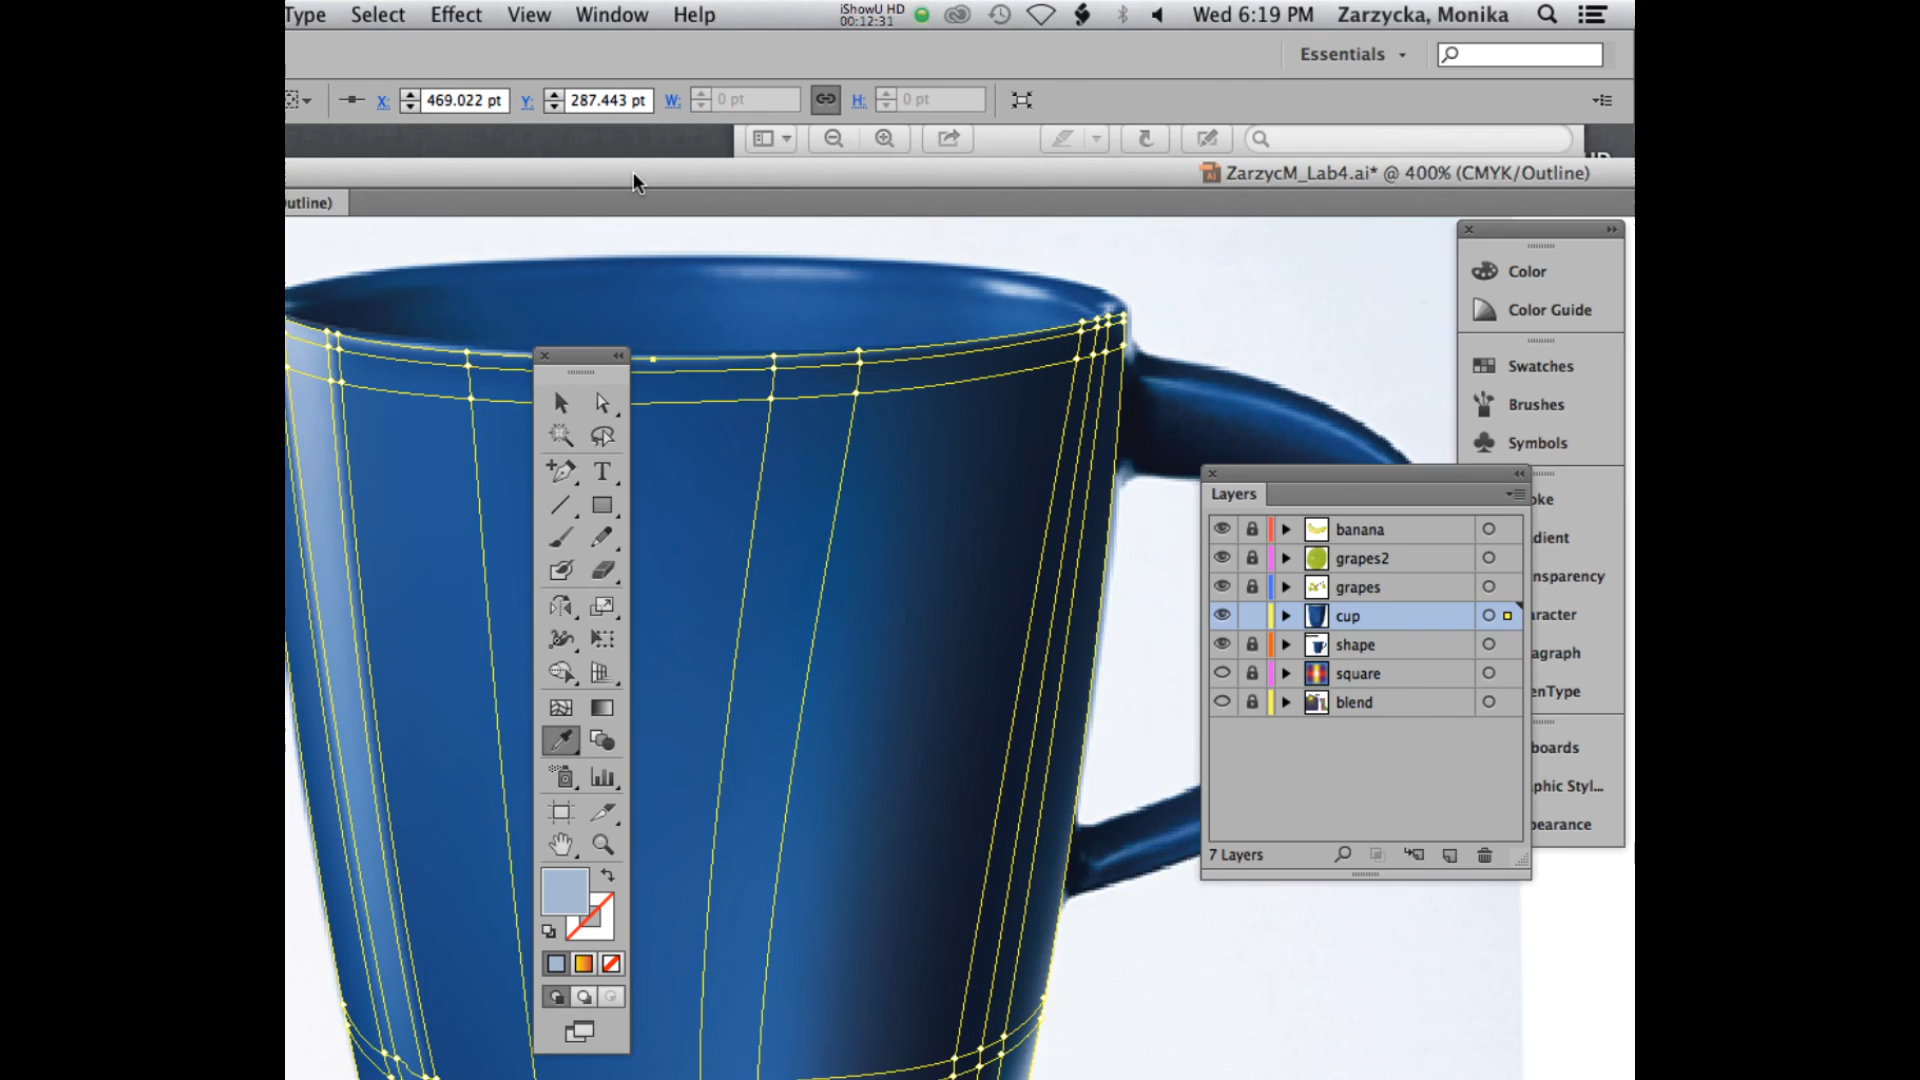 Type Select Effect View Window Help iShowU HD 00:12:31 Wed 6:19 PM Zarzycka, Monika
Essentials
X: 469.022 pt Y: 287.443 pt W: 0 pt H: 0 pt
ZarzycM_Lab4.ai* @ 400% (CMYK/Outline)
utline)
Color
Color Guide
Swatches
Brushes
Symbols
Layers
oke
banana
dient
grapes2
nsparency
grapes
cup
racter
shape
agraph
square
enType
blend
boards
phic Styl...
pearance
7 Layers